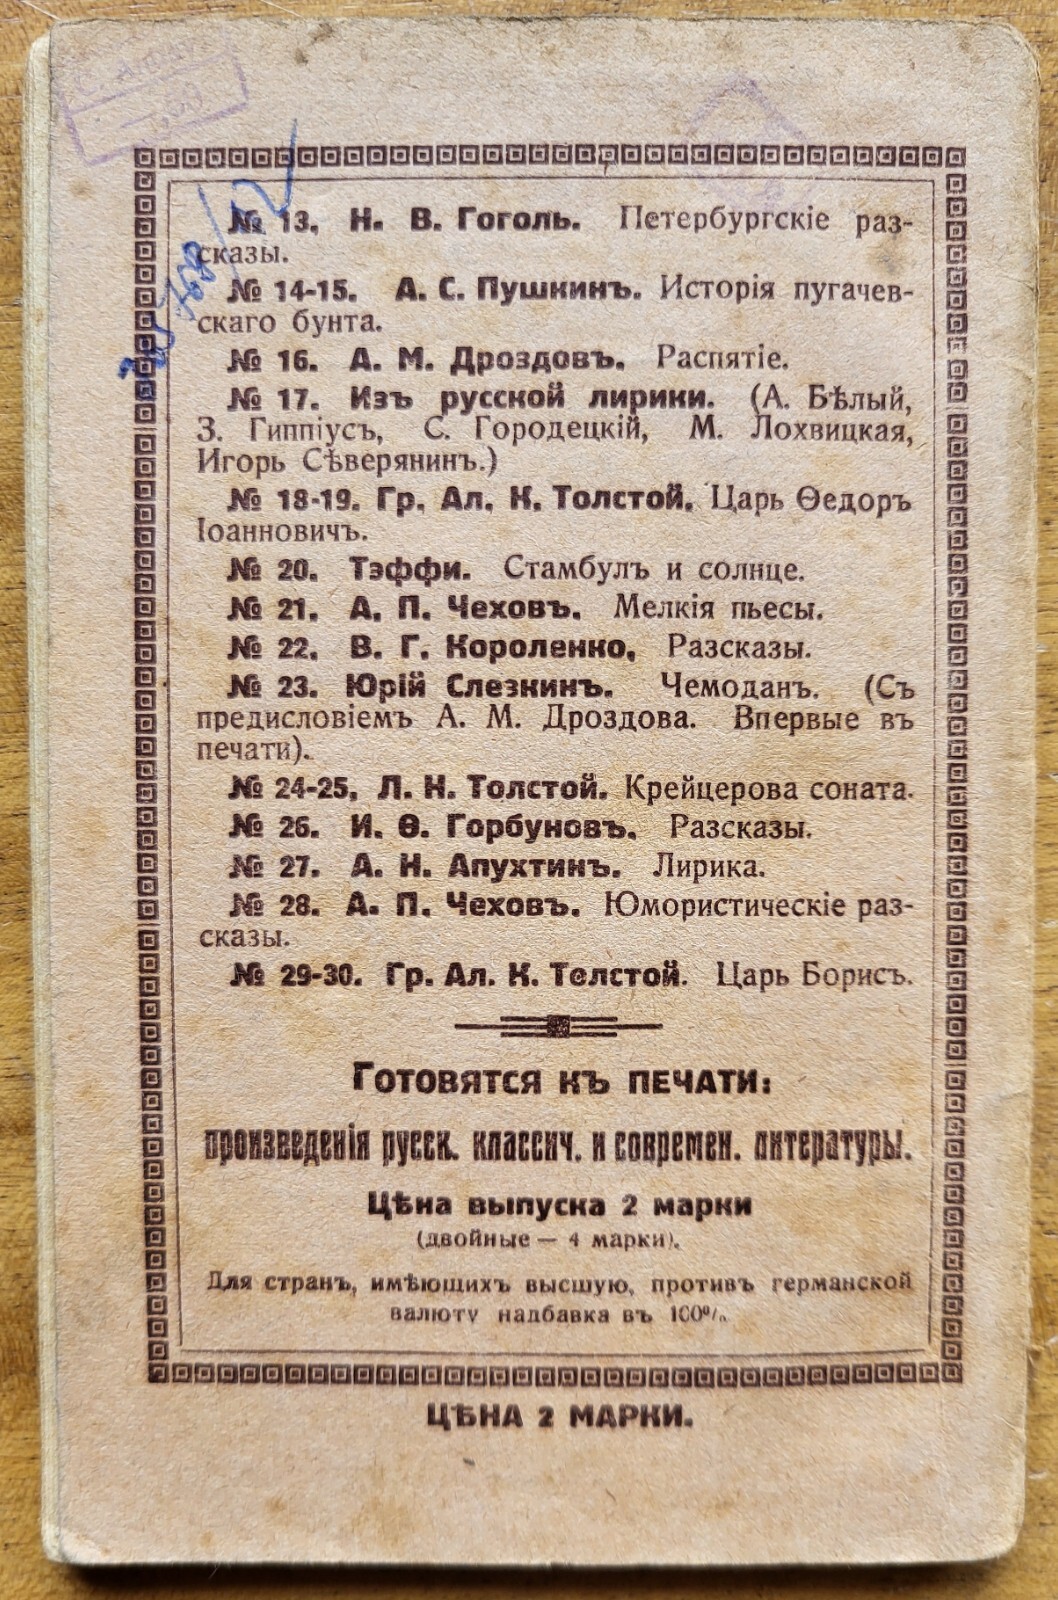 № 13. Н. В. Гоголь. Петербургскіе раз-
сказы.
№ 14-15. А. С. Пушкинъ. Исторія пугачев-
скаго бунта.
№ 16. А. М. Дроздовъ. Распятіе.
№ 17. Изъ русской лирики. (А. Бѣлый,
З. Гиппіусъ, С. Городецкій, М. Лохвицкая,
Игорь Сѣверянинъ.)
№ 18-19. Гр. Ал. К. Толстой. Царь Ѳедоръ
Іоанновичъ.
№ 20. Тэффи. Стамбулъ и солнце.
№ 21. А. П. Чеховъ. Мелкія пьесы.
№ 22. В. Г. Короленко. Разсказы.
№ 23. Юрій Слезкинъ. Чемоданъ. (Съ
предисловіемъ А. М. Дроздова. Впервые въ
печати).
№ 24-25. Л. Н. Толстой. Крейцерова соната.
№ 26. И. Ѳ. Горбуновъ. Разсказы.
№ 27. А. Н. Апухтинъ. Лирика.
№ 28. А. П. Чеховъ. Юмористическіе раз-
сказы.
№ 29-30. Гр. Ал. К. Толстой. Царь Борисъ.
Готовятся къ печати:
произведенія русск. классич. и современ. литературы.
Цѣна выпуска 2 марки
(двойные — 4 марки).
Для странъ, имѣющихъ высшую, противъ германской
валюту надбавка въ 100%
ЦѢНА 2 МАРКИ.